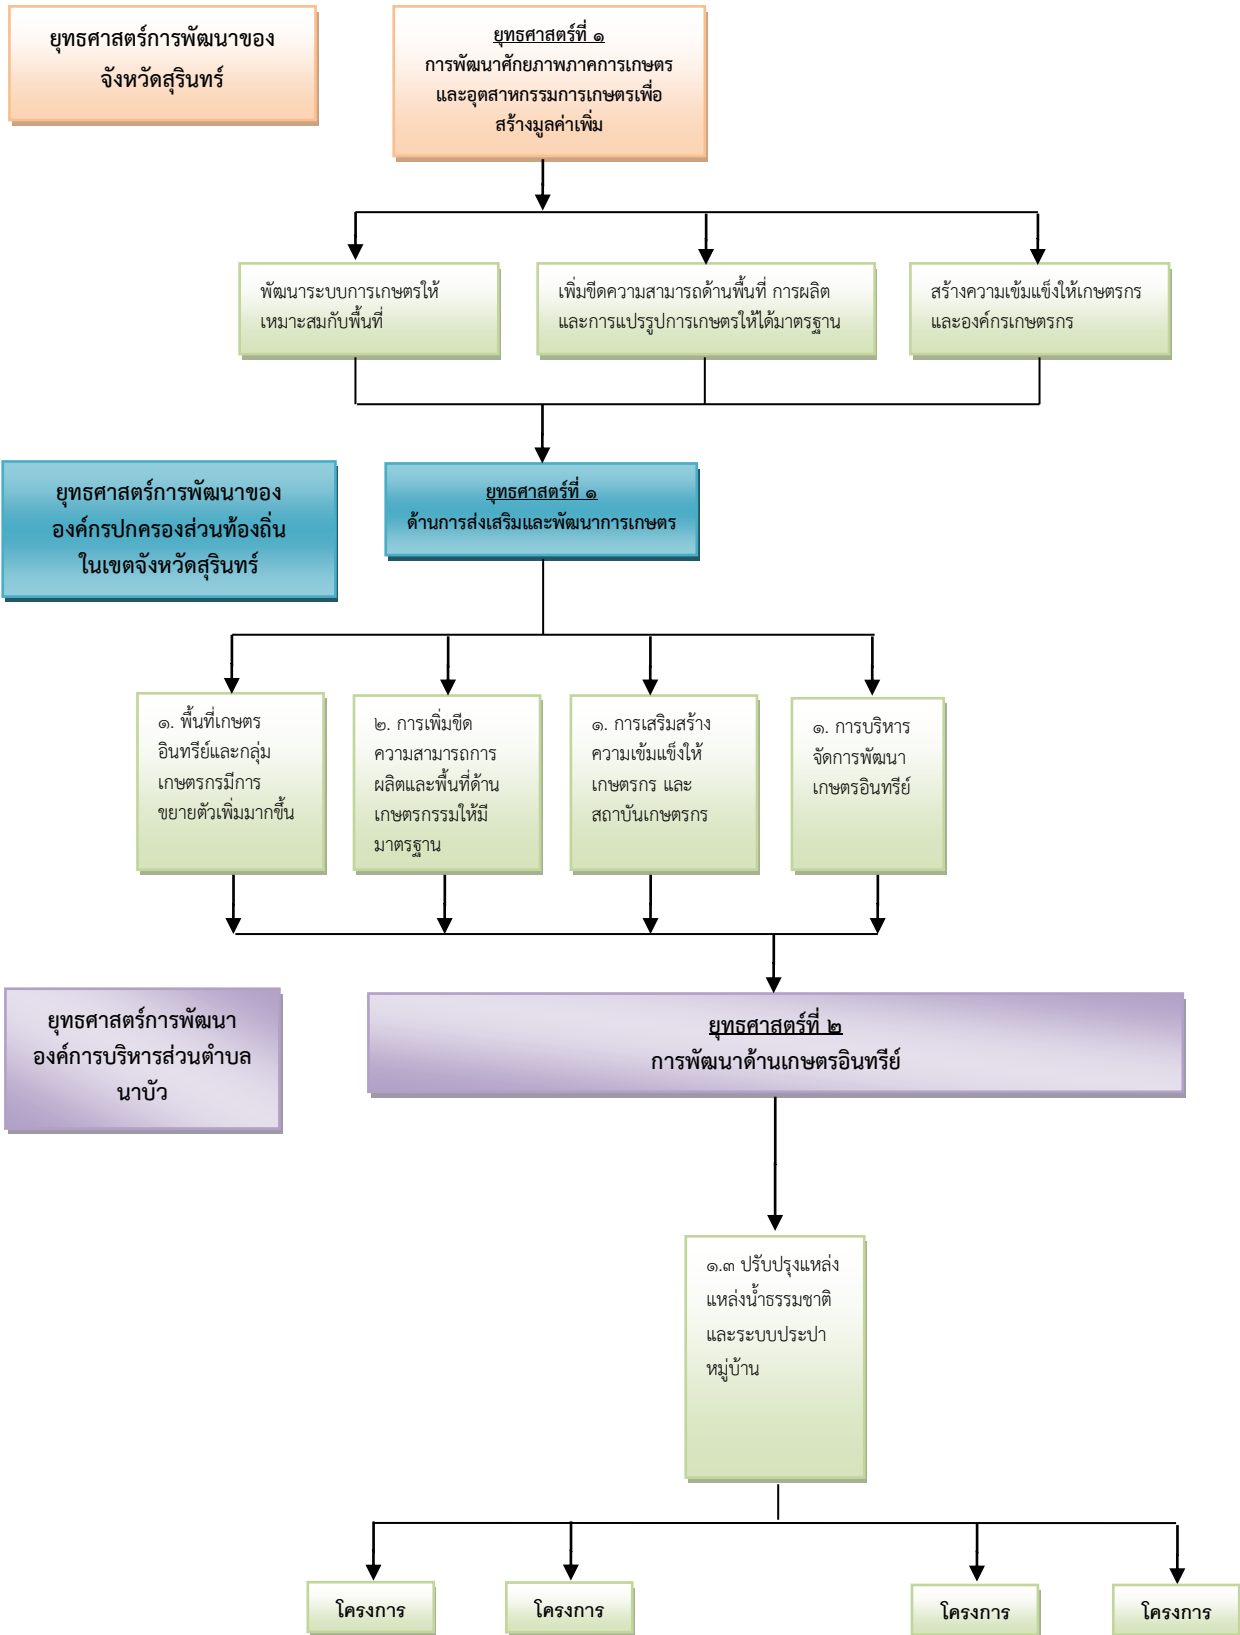 ยุทธศาสตร์การพัฒนาของ
จังหวัดสุรินทร์
ยุทธศาสตร์ที่ ๑
การพัฒนาศักยภาพภาคการเกษตร
และอุตสาหกรรมการเกษตรเพื่อ
สร้างมูลค่าเพิ่ม
พัฒนาระบบการเกษตรให้
เหมาะสมกับพื้นที่
เพิ่มขีดความสามารถด้านพื้นที่ การผลิต
และการแปรรูปการเกษตรให้ได้มาตรฐาน
สร้างความเข้มแข็งให้เกษตรกร
และองค์กรเกษตรกร
ยุทธศาสตร์การพัฒนาของ
องค์กรปกครองส่วนท้องถิ่น
ในเขตจังหวัดสุรินทร์
ยุทธศาสตร์ที่ ๑
ด้านการส่งเสริมและพัฒนาการเกษตร
๑. พื้นที่เกษตร
อินทรีย์และกลุ่ม
เกษตรกรมีการ
ขยายตัวเพิ่มมากขึ้น
๒. การเพิ่มขีด
ความสามารถการ
ผลิตและพื้นที่ด้าน
เกษตรกรรมให้มี
มาตรฐาน
๑. การเสริมสร้าง
ความเข้มแข็งให้
เกษตรกร และ
สถาบันเกษตรกร
๑. การบริหาร
จัดการพัฒนา
เกษตรอินทรีย์
ยุทธศาสตร์การพัฒนา
องค์การบริหารส่วนตำบล
นาบัว
ยุทธศาสตร์ที่ ๒
การพัฒนาด้านเกษตรอินทรีย์
๑.๓ ปรับปรุงแหล่ง
แหล่งน้ำธรรมชาติ
และระบบประปา
หมู่บ้าน
โครงการ
โครงการ
โครงการ
โครงการ